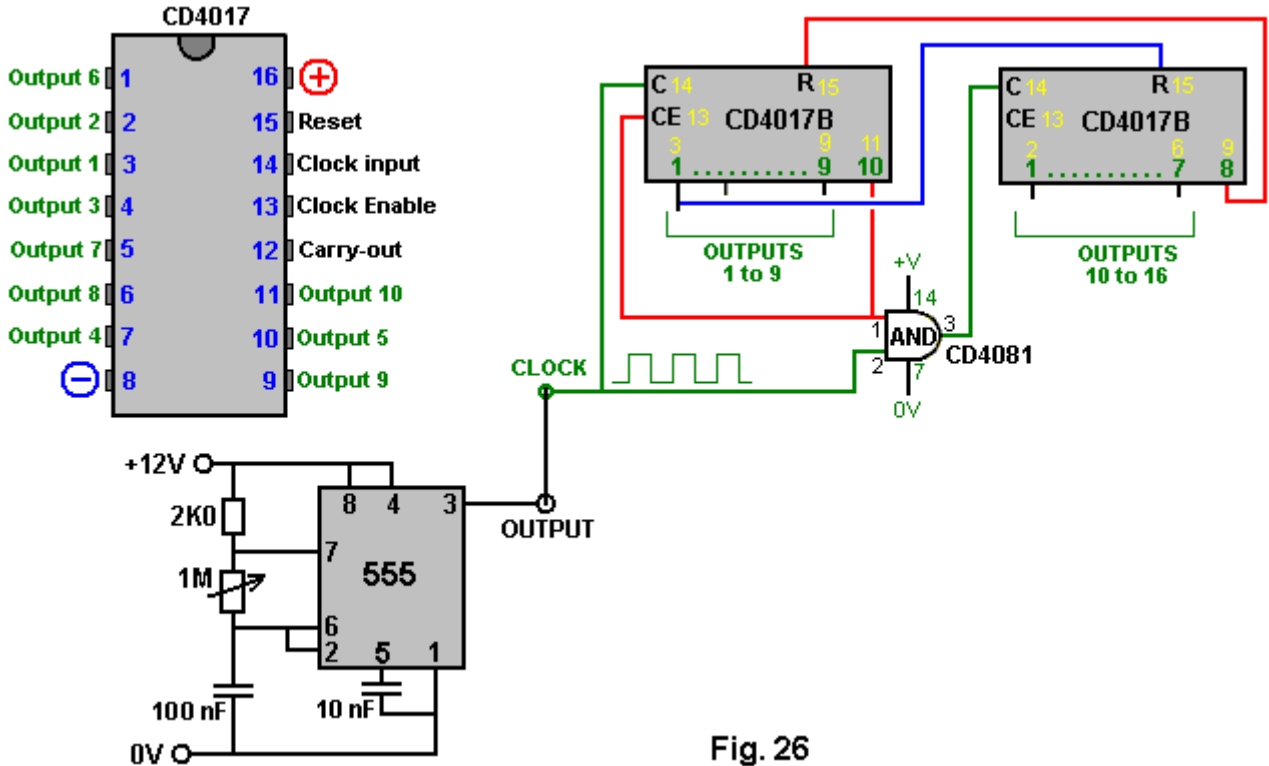 CD4017
Output 6 1 16 +
Output 2 2 15 Reset
Output 1 3 14 Clock input
Output 3 4 13 Clock Enable
Output 7 5 12 Carry-out
Output 8 6 11 Output 10
Output 4 7 10 Output 5
− 8 9 Output 9
C 14 R 15
CE 13 CD4017B
3 9 11
1 .......... 9 10
OUTPUTS
1 to 9
C 14 R 15
CE 13 CD4017B
2 6 9
1 .......... 7 8
OUTPUTS
10 to 16
+V
14
1 AND 3
2 CD4081
7
0V
CLOCK
+12V
8 4 3
OUTPUT
2K0
7
1M
555
6
2 5 1
100 nF
10 nF
0V
Fig. 26